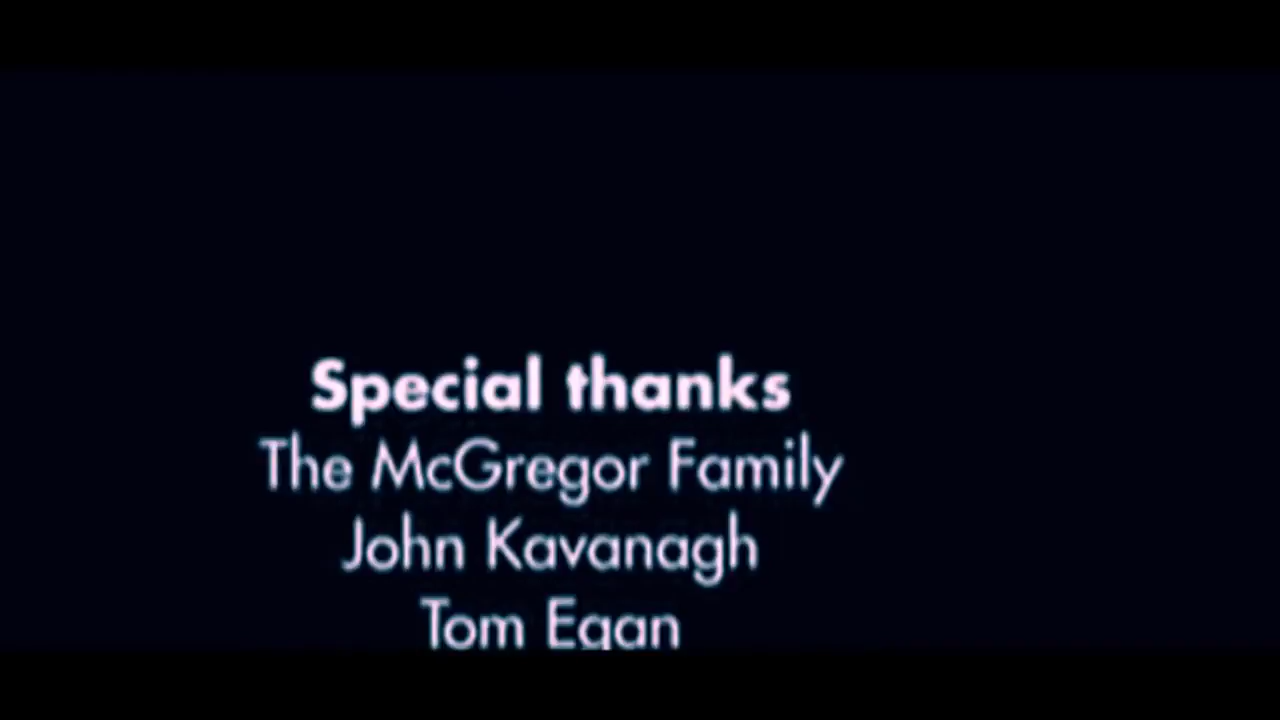 Special thanks
The McGregor Family
John Kavanagh
Tom Egan